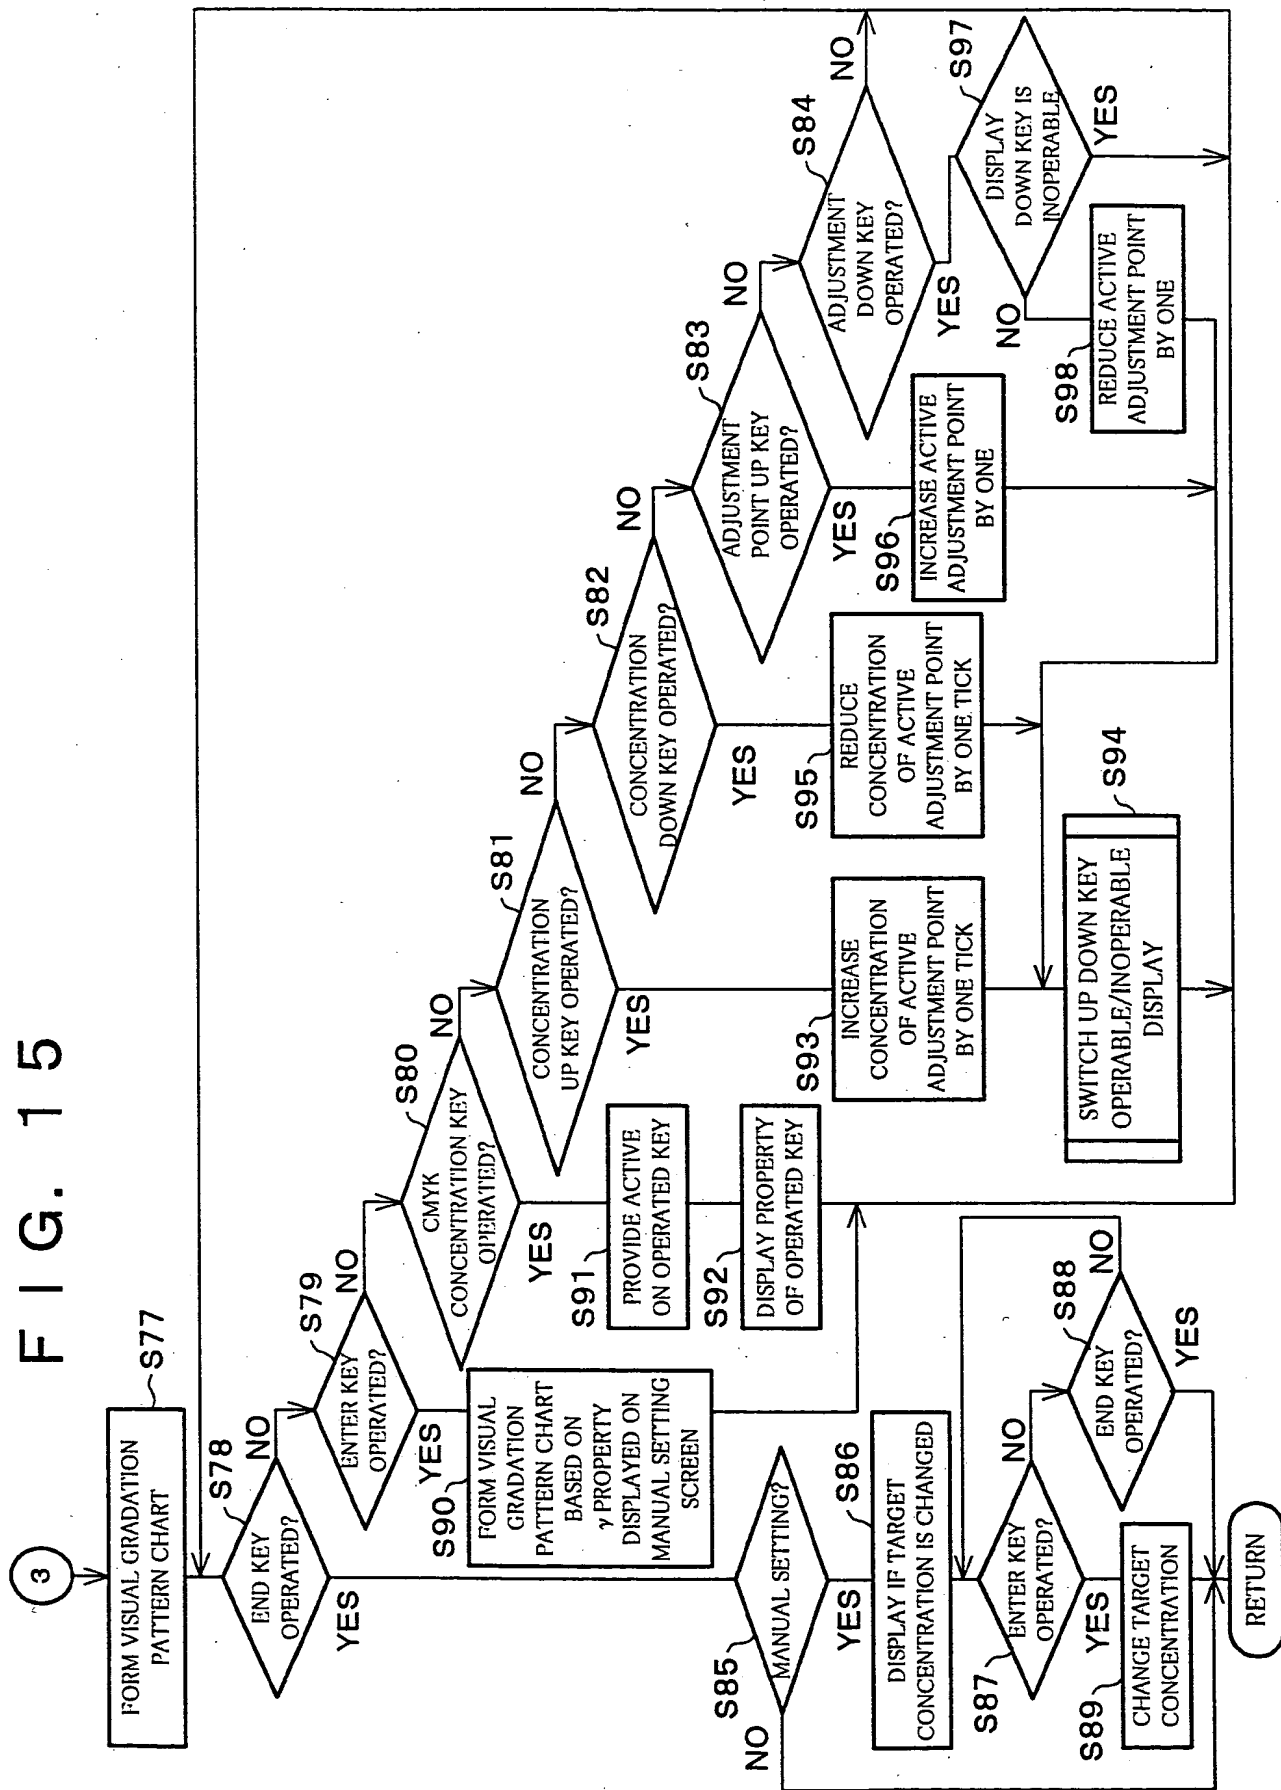 FIG. 15
3
FORM VISUAL GRADATION
PATTERN CHART
S77
END KEY
OPERATED?
S78
NO
YES
ENTER KEY
OPERATED?
S79
NO
YES
CMYK
CONCENTRATION KEY
OPERATED?
S80
NO
YES
CONCENTRATION
UP KEY OPERATED?
S81
NO
YES
CONCENTRATION
DOWN KEY OPERATED?
S82
NO
YES
ADJUSTMENT
POINT UP KEY
OPERATED?
S83
NO
YES
ADJUSTMENT
DOWN KEY
OPERATED?
S84
NO
YES
DISPLAY
DOWN KEY IS
INOPERABLE
S97
NO
YES
S90
FORM VISUAL
GRADATION
PATTERN CHART
BASED ON
γ PROPERTY
DISPLAYED ON
MANUAL SETTING
SCREEN
S91
PROVIDE ACTIVE
ON OPERATED KEY
S92
DISPLAY PROPERTY
OF OPERATED KEY
S93
INCREASE
CONCENTRATION
OF ACTIVE
ADJUSTMENT POINT
BY ONE TICK
S95
REDUCE
CONCENTRATION
OF ACTIVE
ADJUSTMENT POINT
BY ONE TICK
S96
INCREASE ACTIVE
ADJUSTMENT POINT
BY ONE
S98
REDUCE ACTIVE
ADJUSTMENT POINT
BY ONE
S94
SWITCH UP DOWN KEY
OPERABLE/INOPERABLE
DISPLAY
S85
MANUAL SETTING?
NO
YES
S86
DISPLAY IF TARGET
CONCENTRATION IS CHANGED
S87
ENTER KEY
OPERATED?
NO
YES
S88
END KEY
OPERATED?
NO
YES
S89
CHANGE TARGET
CONCENTRATION
RETURN